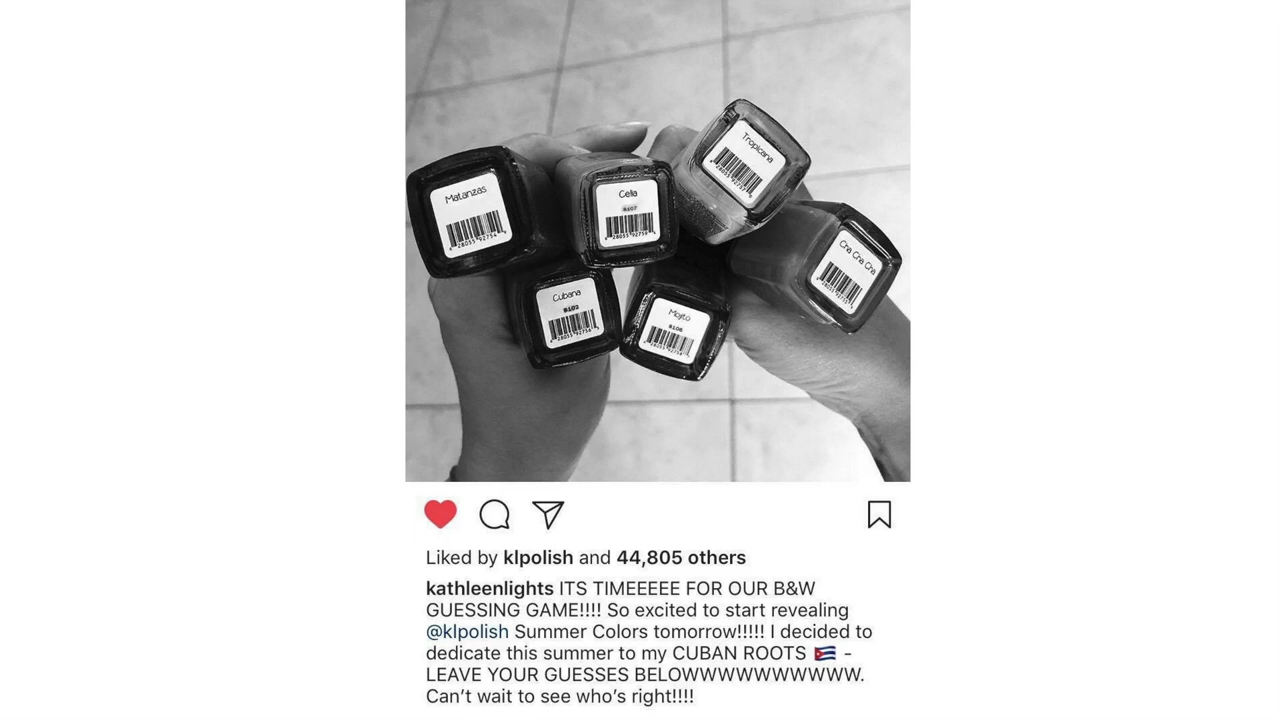 Matanzas
Celia
Tropicana
Cha Cha Cha
Cubana
Mojito
Liked by klpolish and 44,805 others
kathleenlights ITS TIMEEEEE FOR OUR B&W
GUESSING GAME!!!! So excited to start revealing
@klpolish Summer Colors tomorrow!!!!! I decided to
dedicate this summer to my CUBAN ROOTS 🇨🇺 -
LEAVE YOUR GUESSES BELOWWWWWWWWWWW.
Can’t wait to see who’s right!!!!